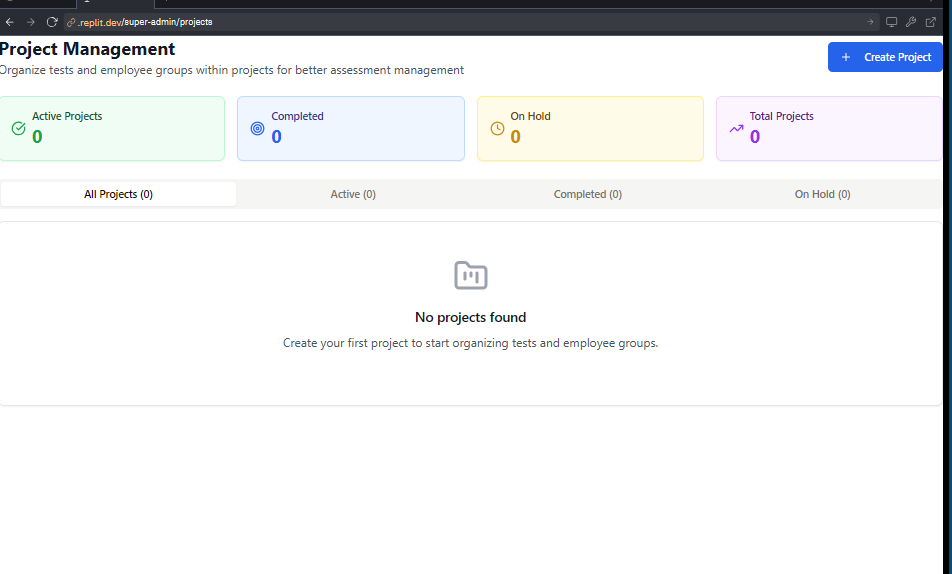 .replit.dev/super-admin/projects
Project Management
Organize tests and employee groups within projects for better assessment management
+ Create Project
Active Projects
0
Completed
0
On Hold
0
Total Projects
0
All Projects (0)
Active (0)
Completed (0)
On Hold (0)
No projects found
Create your first project to start organizing tests and employee groups.